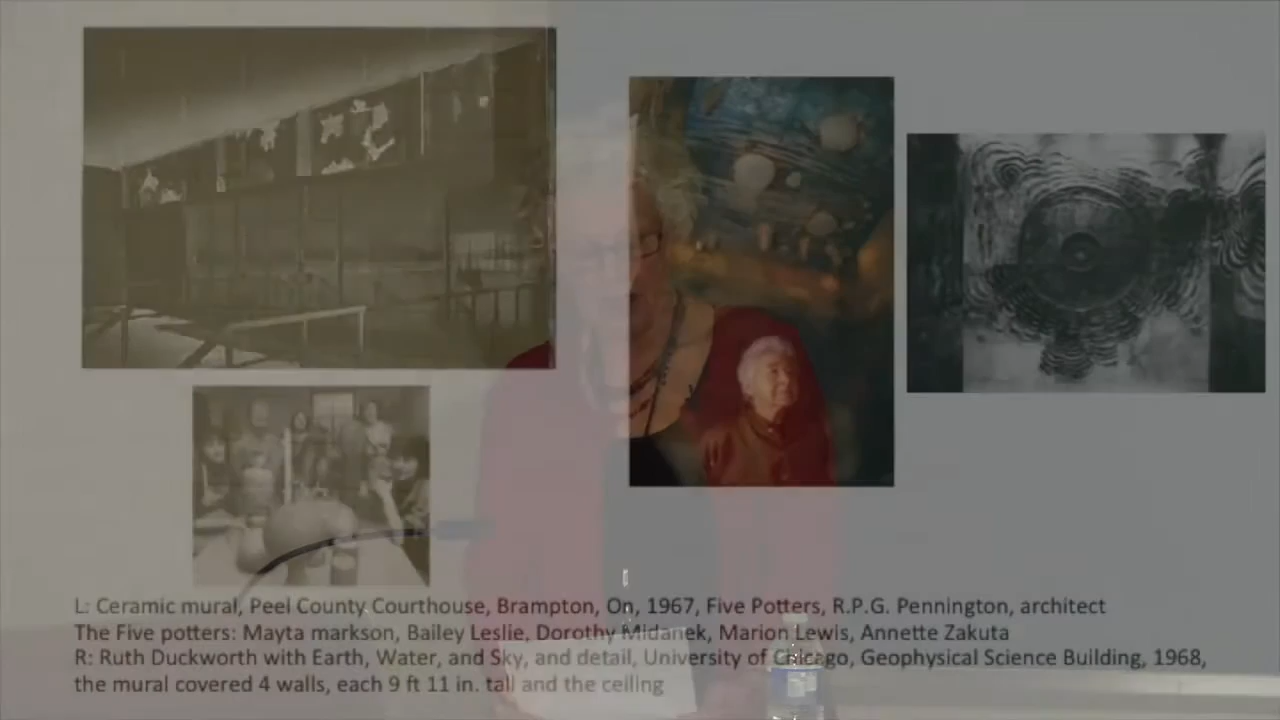 L: Ceramic mural, Peel County Courthouse, Brampton, On, 1967, Five Potters, R.P.G. Pennington, architect
The Five potters: Mayta markson, Bailey Leslie, Dorothy Midanek, Marion Lewis, Annette Zakuta
R: Ruth Duckworth with Earth, Water, and Sky, and detail, University of Chicago, Geophysical Science Building, 1968,
the mural covered 4 walls, each 9 ft 11 in. tall and the ceiling